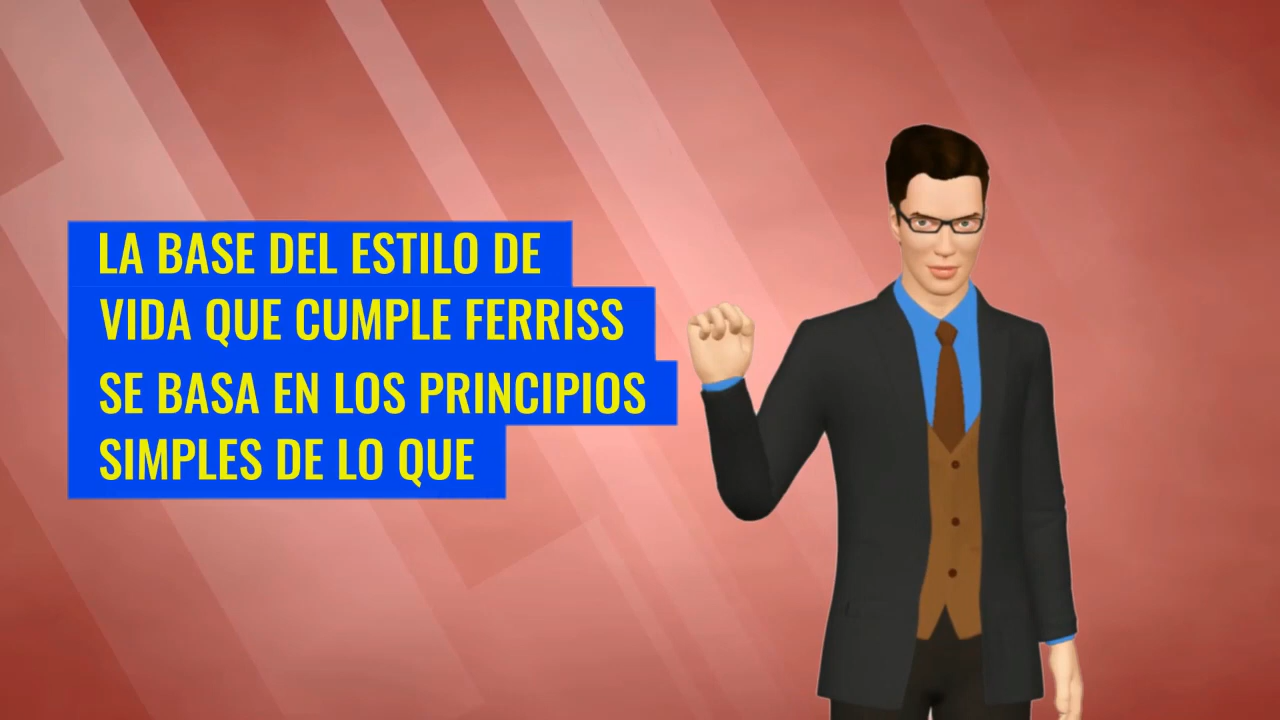 LA BASE DEL ESTILO DE
VIDA QUE CUMPLE FERRISS
SE BASA EN LOS PRINCIPIOS
SIMPLES DE LO QUE